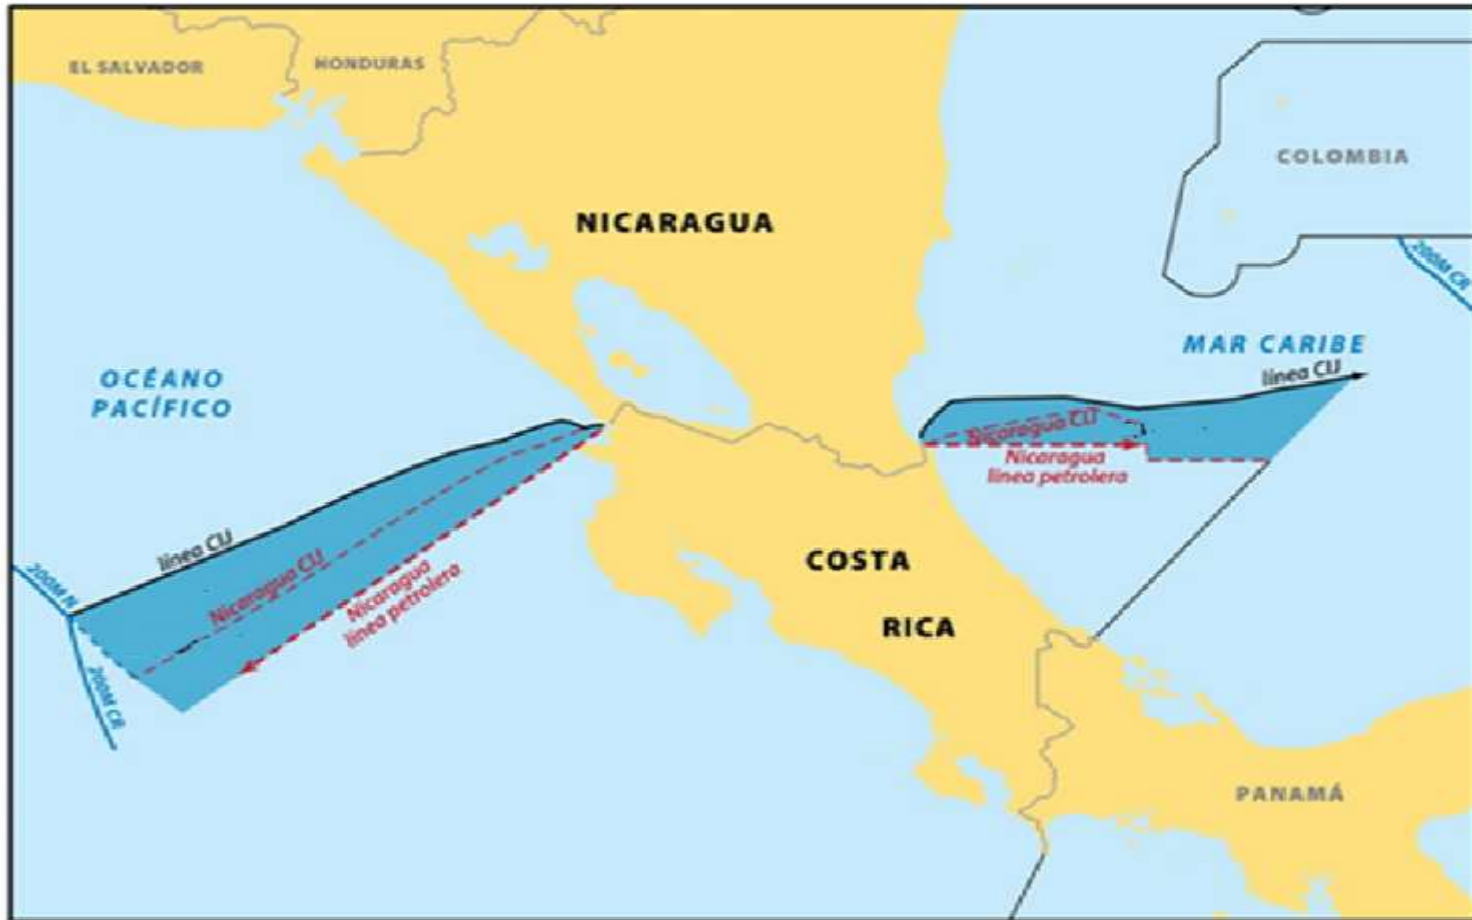 EL SALVADOR
HONDURAS
COLOMBIA
NICARAGUA
200M CR
MAR CARIBE
línea CIJ
OCÉANO
PACÍFICO
Nicaragua CIJ
Nicaragua
línea petrolera
línea CIJ
COSTA
RICA
200M N
Nicaragua CIJ
Nicaragua
línea petrolera
200M CR
PANAMÁ